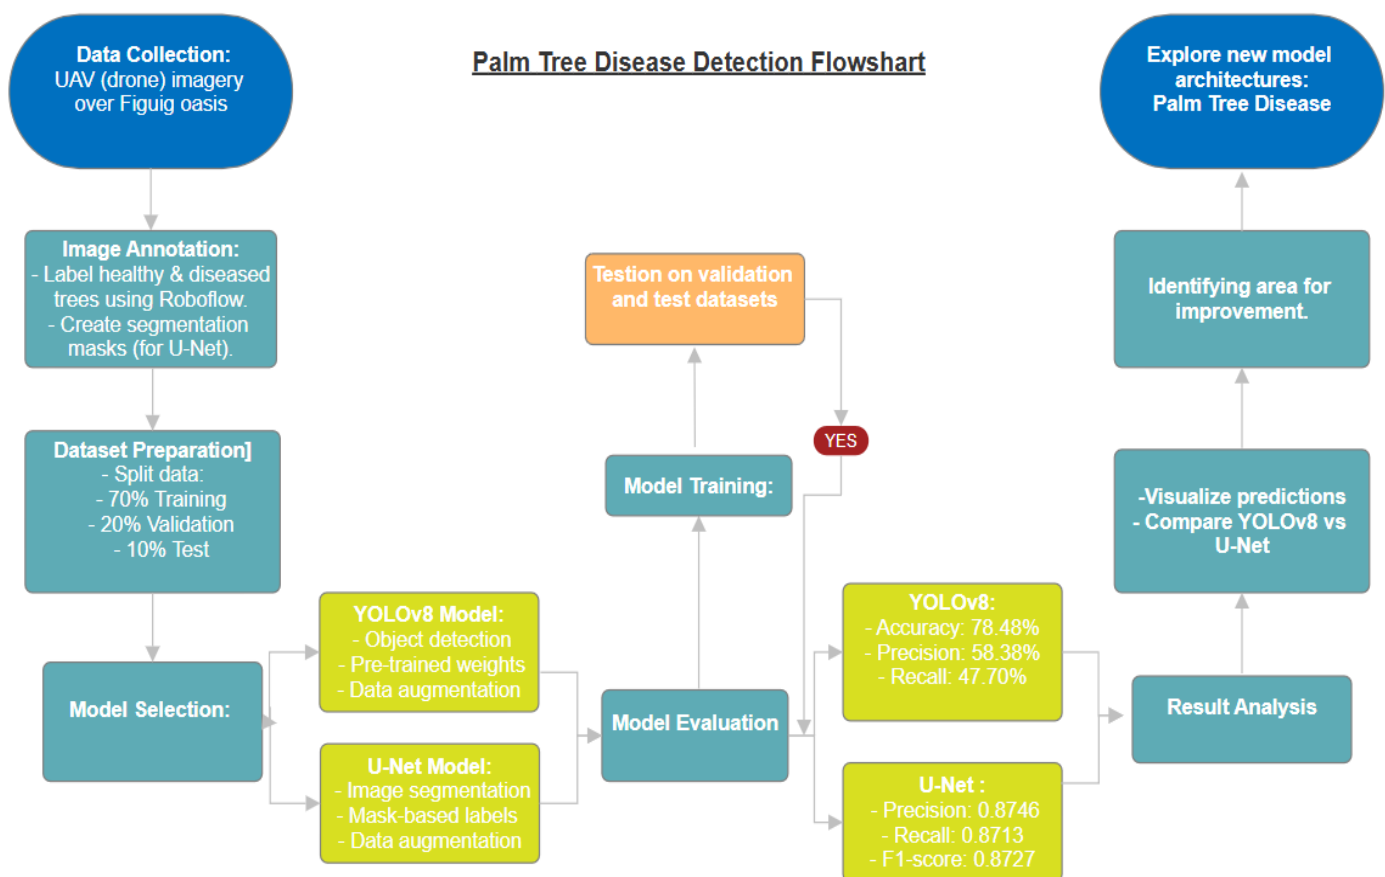 Palm Tree Disease Detection Flowshart
Data Collection:
UAV (drone) imagery
over Figuig oasis
Image Annotation:
- Label healthy & diseased
trees using Roboflow.
- Create segmentation
masks (for U-Net).
Dataset Preparation]
- Split data:
- 70% Training
- 20% Validation
- 10% Test
Model Selection:
YOLOv8 Model:
- Object detection
- Pre-trained weights
- Data augmentation
U-Net Model:
- Image segmentation
- Mask-based labels
- Data augmentation
Model Evaluation
Model Training:
Testion on validation
and test datasets
YES
YOLOv8:
- Accuracy: 78.48%
- Precision: 58.38%
- Recall: 47.70%
U-Net :
- Precision: 0.8746
- Recall: 0.8713
- F1-score: 0.8727
Result Analysis
-Visualize predictions
- Compare YOLOv8 vs
U-Net
Identifying area for
improvement.
Explore new model
architectures:
Palm Tree Disease